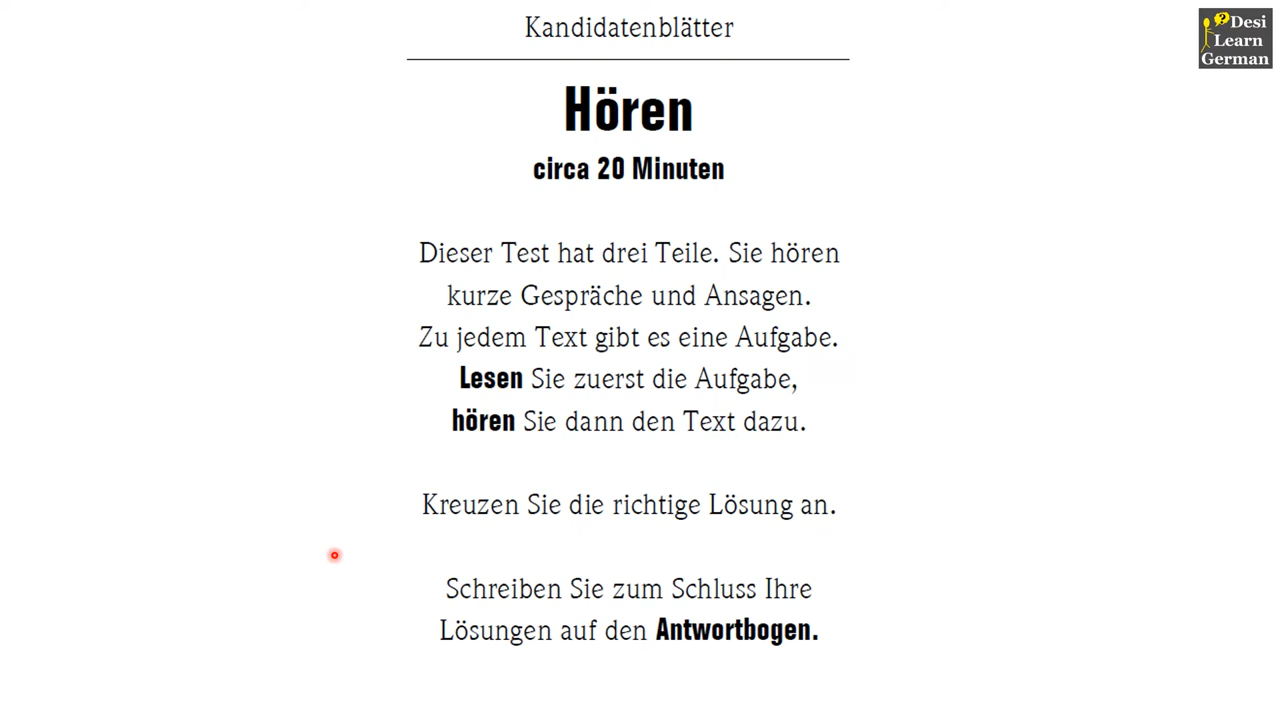 Kandidatenblätter
Desi
Learn
German
Hören
circa 20 Minuten
Dieser Test hat drei Teile. Sie hören
kurze Gespräche und Ansagen.
Zu jedem Text gibt es eine Aufgabe.
Lesen Sie zuerst die Aufgabe,
hören Sie dann den Text dazu.
Kreuzen Sie die richtige Lösung an.
Schreiben Sie zum Schluss Ihre
Lösungen auf den Antwortbogen.